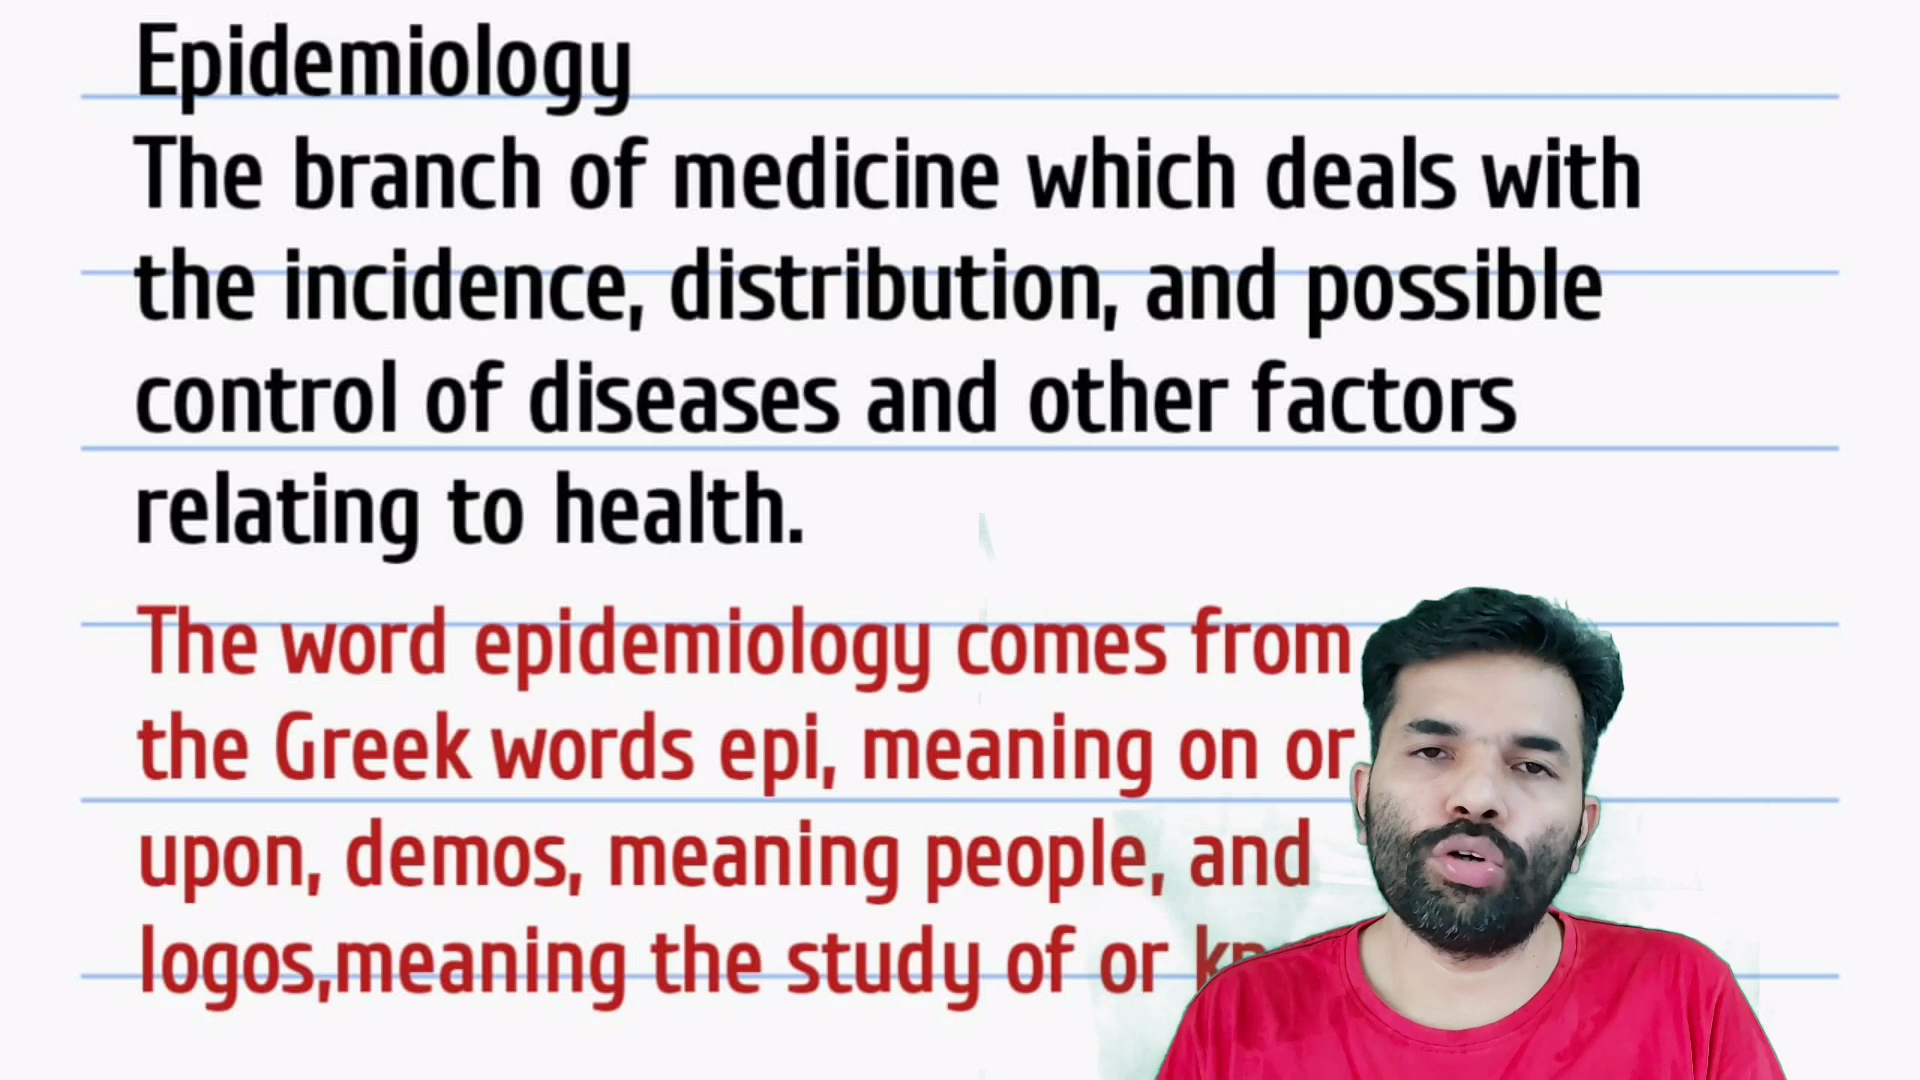 Epidemiology
The branch of medicine which deals with
the incidence, distribution, and possible
control of diseases and other factors
relating to health.
The word epidemiology comes from
the Greek words epi, meaning on or
upon, demos, meaning people, and
logos,meaning the study of or